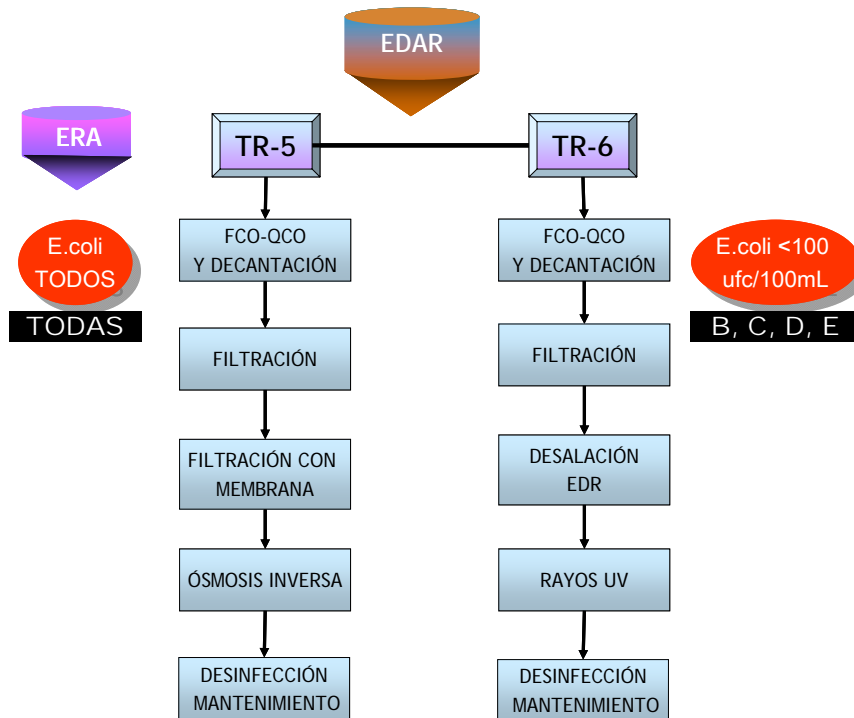 EDAR
ERA
TR-5
TR-6
E.coli
TODOS
TODAS
FCO-QCO
Y DECANTACIÓN
FCO-QCO
Y DECANTACIÓN
E.coli <100
ufc/100mL
B, C, D, E
FILTRACIÓN
FILTRACIÓN
FILTRACIÓN CON
MEMBRANA
DESALACIÓN
EDR
ÓSMOSIS INVERSA
RAYOS UV
DESINFECCIÓN
MANTENIMIENTO
DESINFECCIÓN
MANTENIMIENTO